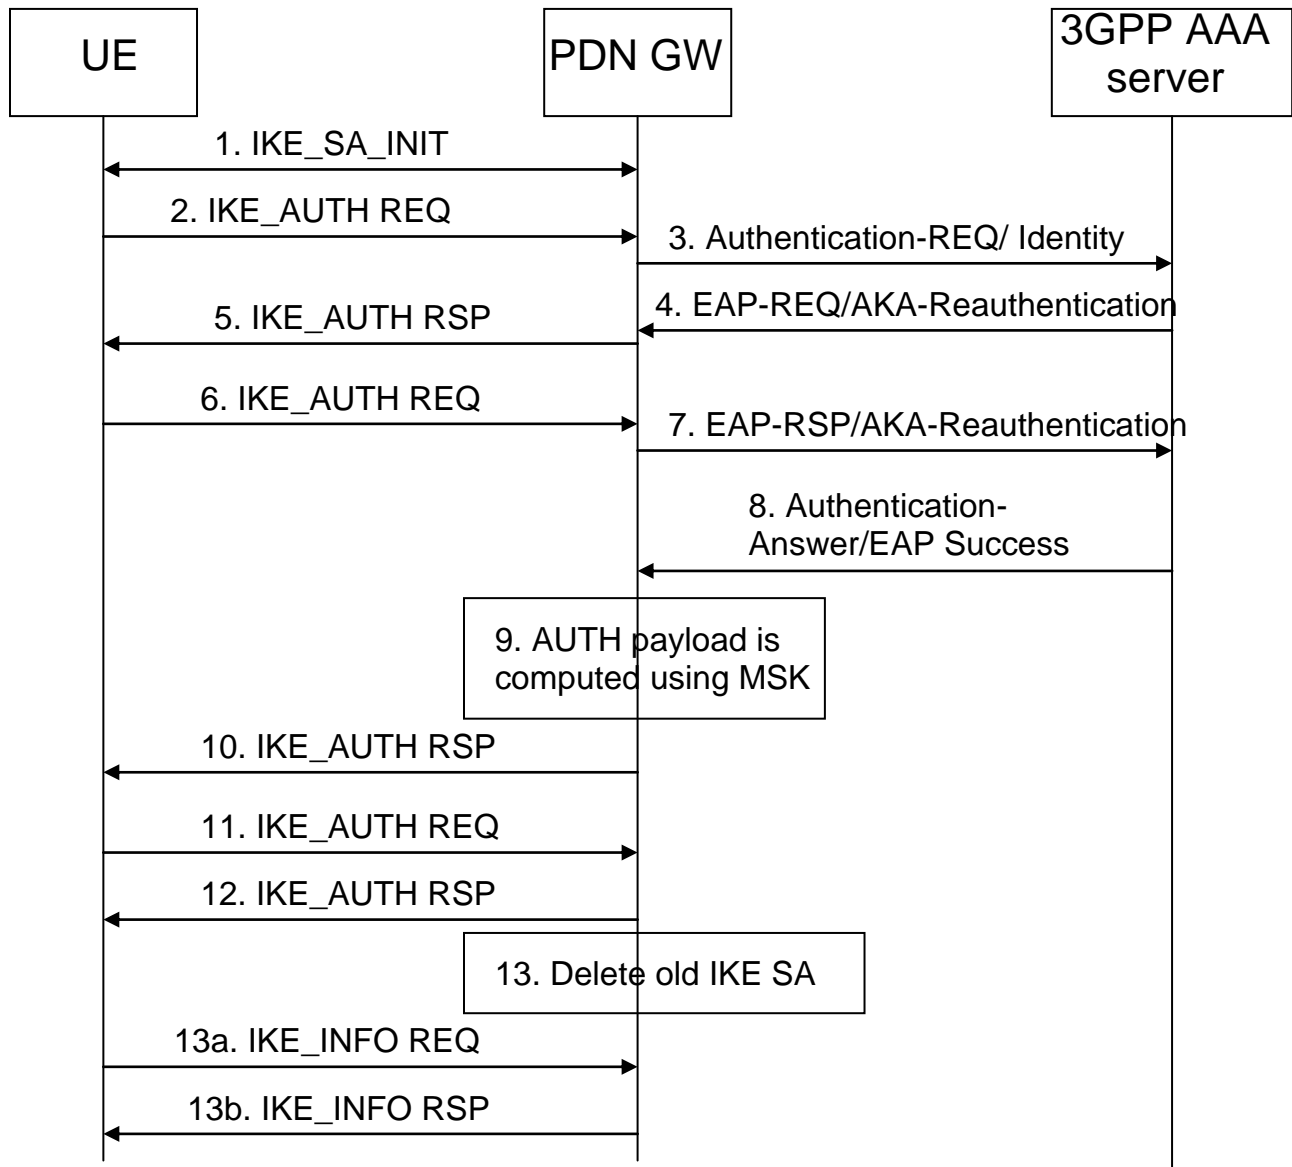 UE
PDN GW
3GPP AAA
server
1. IKE_SA_INIT
2. IKE_AUTH REQ
3. Authentication-REQ/ Identity
4. EAP-REQ/AKA-Reauthentication
5. IKE_AUTH RSP
6. IKE_AUTH REQ
7. EAP-RSP/AKA-Reauthentication
8. Authentication-
Answer/EAP Success
9. AUTH payload is
computed using MSK
10. IKE_AUTH RSP
11. IKE_AUTH REQ
12. IKE_AUTH RSP
13. Delete old IKE SA
13a. IKE_INFO REQ
13b. IKE_INFO RSP